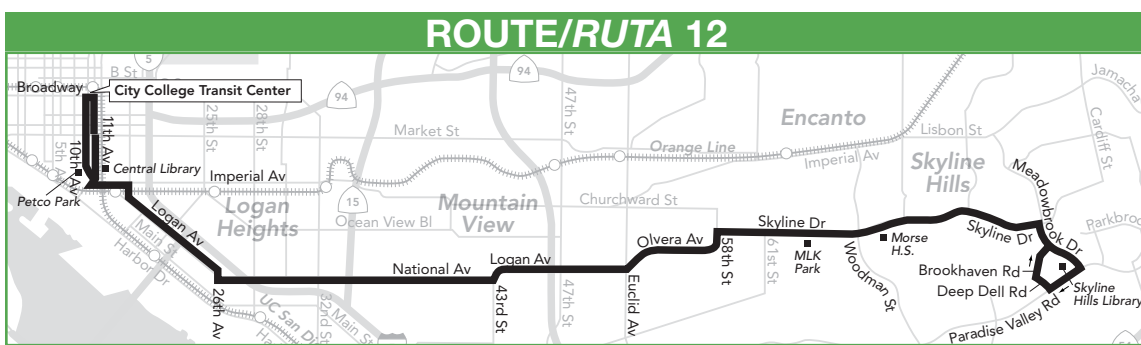 ROUTE/RUTA 12
5
B St
Broadway
City College Transit Center
94
94
25th St
28th St
47th St
Jamacha
5th Av
10th Av
11th Av
Market St
Encanto
Lisbon St
Cardiff St
Central Library
Orange Line
Imperial Av
Imperial Av
Petco Park
Skyline
Hills
Meadowbrook Dr
15
Logan
Heights
Mountain
View
Churchward St
Ocean View Bl
Logan Av
Main St
Harbor Dr
Skyline Dr
Skyline Dr
Olvera Av
58th St
61st St
MLK
Park
Woodman St
Morse
H.S.
National Av
Logan Av
Brookhaven Rd
Deep Dell Rd
Skyline
Hills Library
Paradise Valley Rd
26th Av
UC San Di
32nd St
Main St
43rd St
47th St
Euclid Av